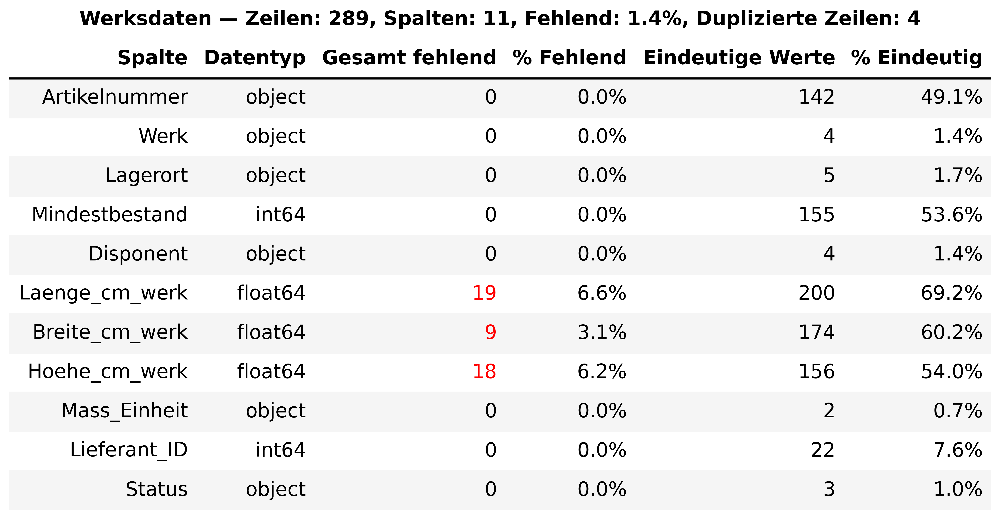 Werksdaten — Zeilen: 289, Spalten: 11, Fehlend: 1.4%, Duplizierte Zeilen: 4
Spalte Datentyp Gesamt fehlend % Fehlend Eindeutige Werte % Eindeutig
Artikelnummer object 0 0.0% 142 49.1%
Werk object 0 0.0% 4 1.4%
Lagerort object 0 0.0% 5 1.7%
Mindestbestand int64 0 0.0% 155 53.6%
Disponent object 0 0.0% 4 1.4%
Laenge_cm_werk float64 19 6.6% 200 69.2%
Breite_cm_werk float64 9 3.1% 174 60.2%
Hoehe_cm_werk float64 18 6.2% 156 54.0%
Mass_Einheit object 0 0.0% 2 0.7%
Lieferant_ID int64 0 0.0% 22 7.6%
Status object 0 0.0% 3 1.0%